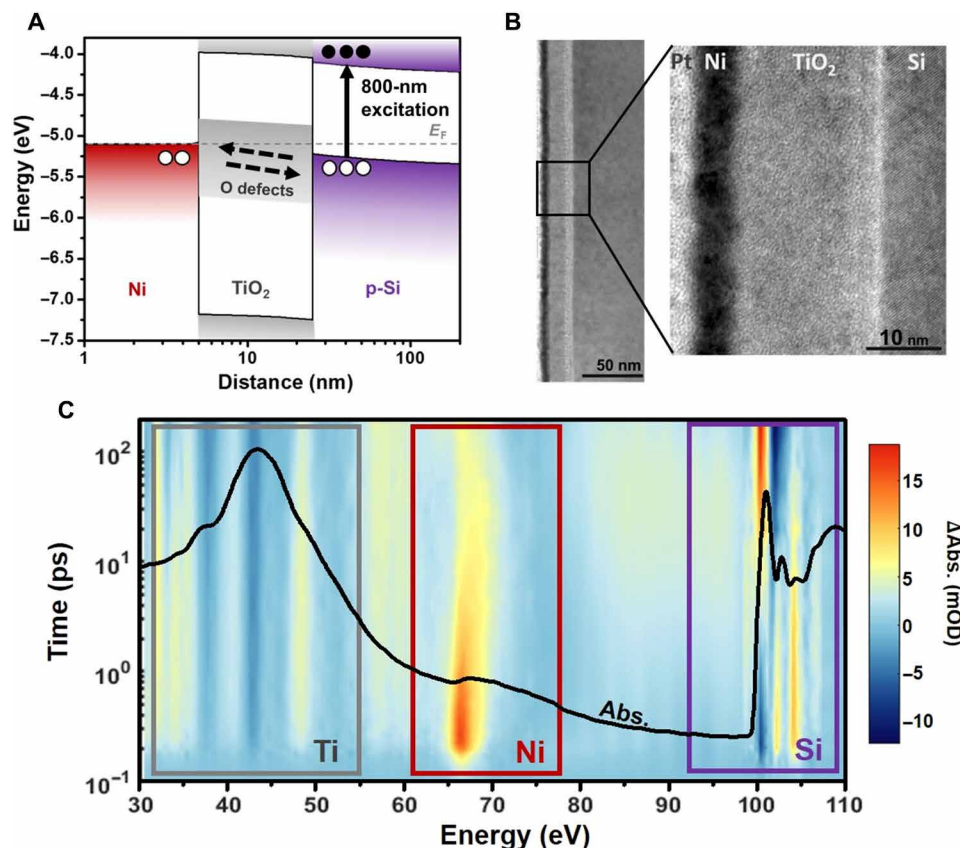 A
Energy (eV)
−4.0
−4.5
−5.0
−5.5
−6.0
−6.5
−7.0
−7.5
800-nm
excitation
E_F
O defects
Ni
TiO₂
p-Si
1
10
100
Distance (nm)
B
50 nm
Pt
Ni
TiO₂
Si
10 nm
C
Time (ps)
10²
10¹
10⁰
10⁻¹
Ti
Ni
Si
Abs.
30
40
50
60
70
80
90
100
110
Energy (eV)
15
10
5
0
−5
−10
ΔAbs. (mOD)